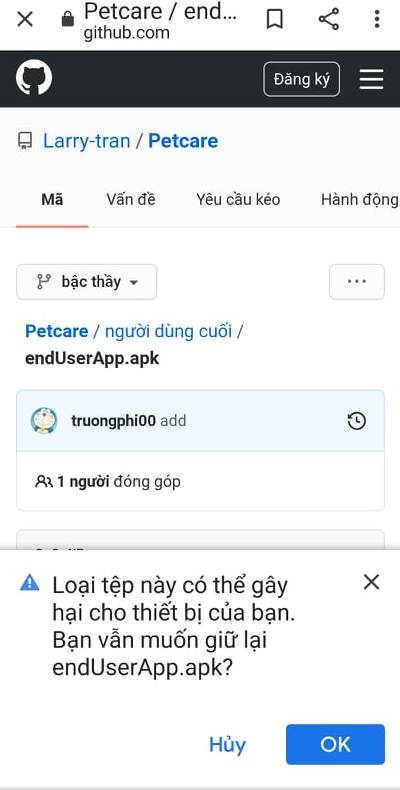 Petcare / end...
github.com
Đăng ký
Larry-tran / Petcare
Mã Vấn đề Yêu cầu kéo Hành động
bậc thầy
Petcare / người dùng cuối /
endUserApp.apk
truongphi00 add
1 người đóng góp
Loại tệp này có thể gây
hại cho thiết bị của bạn.
Bạn vẫn muốn giữ lại
endUserApp.apk?
Hủy OK